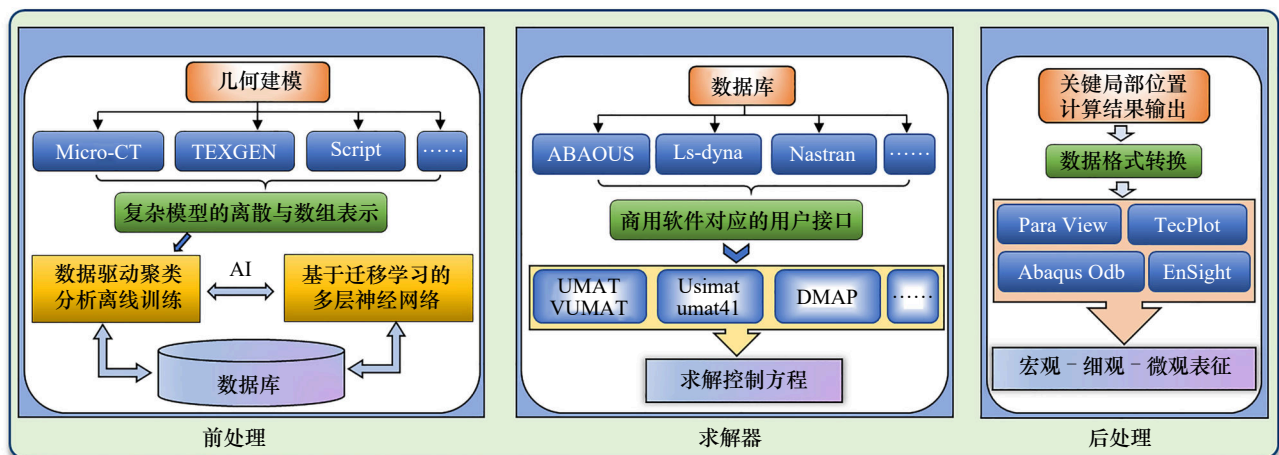 几何建模
Micro-CT
TEXGEN
Script
……
复杂模型的离散与数组表示
数据驱动聚类
分析离线训练
AI
基于迁移学习的
多层神经网络
数据库
前处理
数据库
ABAOUS
Ls-dyna
Nastran
……
商用软件对应的用户接口
UMAT
VUMAT
Usimat
umat41
DMAP
……
求解控制方程
求解器
关键局部位置
计算结果输出
数据格式转换
Para View
TecPlot
Abaqus Odb
EnSight
宏观－细观－微观表征
后处理